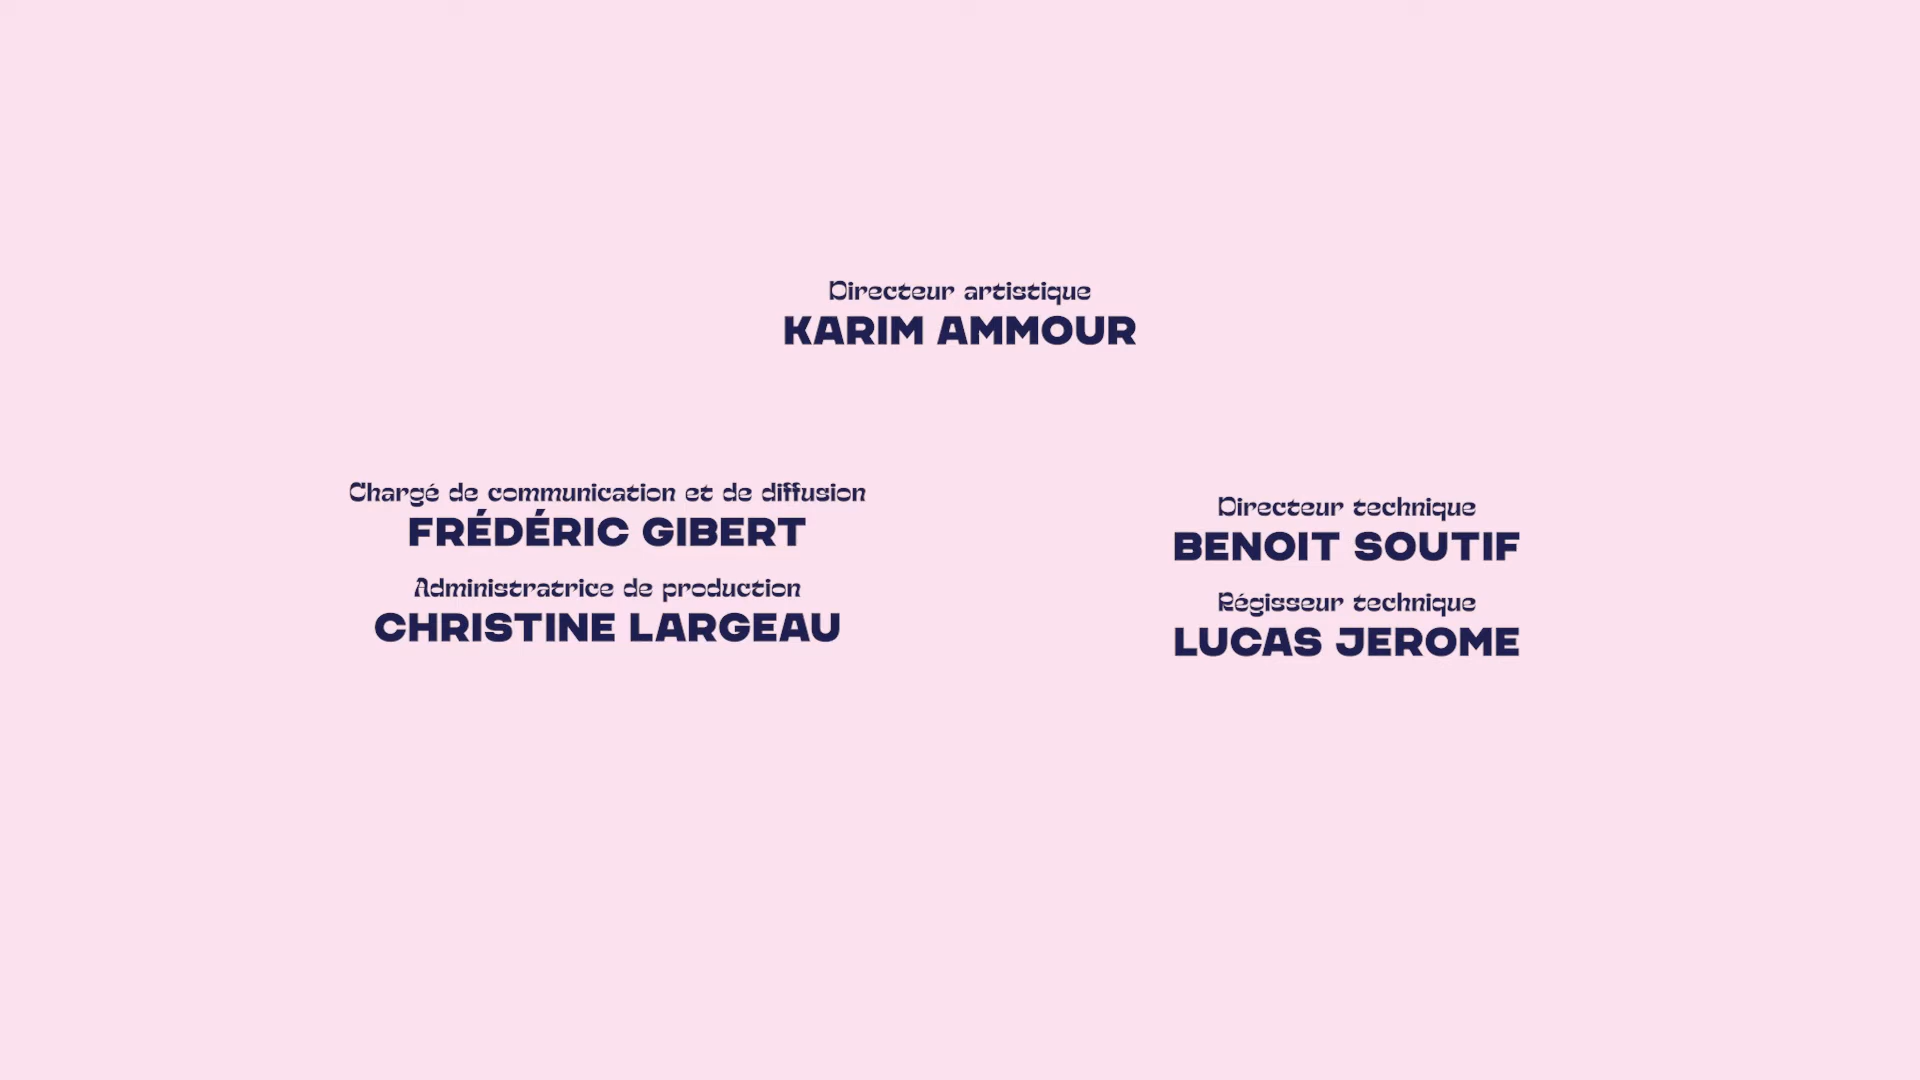 Directeur artistique
KARIM AMMOUR
Chargé de communication et de diffusion
FRÉDÉRIC GIBERT
Administratrice de production
CHRISTINE LARGEAU
Directeur technique
BENOIT SOUTIF
Régisseur technique
LUCAS JEROME